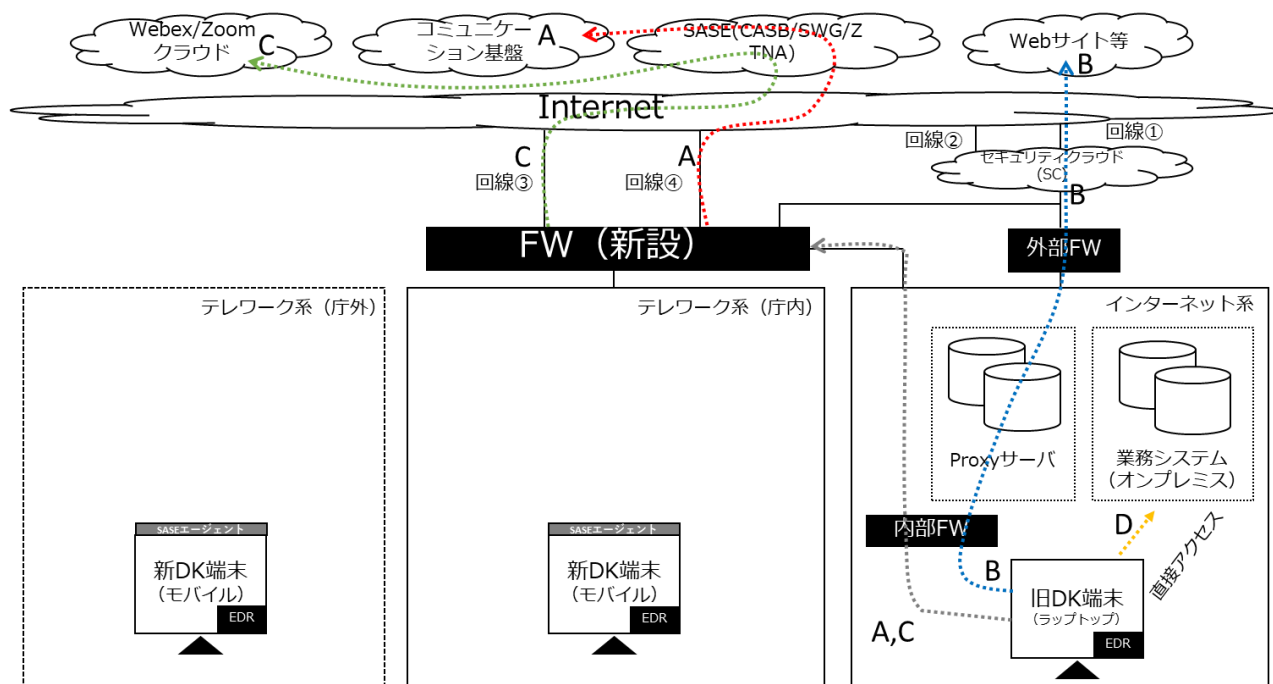 Webex/Zoom
クラウド
C
コミュニケー
ション基盤
A
SASE(CASB/SWG/Z
TNA)
Webサイト等
B
Internet
回線②
回線①
セキュリティクラウド
(SC)
B
C
回線③
A
回線④
FW（新設）
外部FW
テレワーク系（庁外）
テレワーク系（庁内）
インターネット系
Proxyサーバ
業務システム
（オンプレミス）
内部FW
D
直接アクセス
B
A,C
SASEエージェント
新DK端末
（モバイル）
EDR
SASEエージェント
新DK端末
（モバイル）
EDR
旧DK端末
（ラップトップ）
EDR